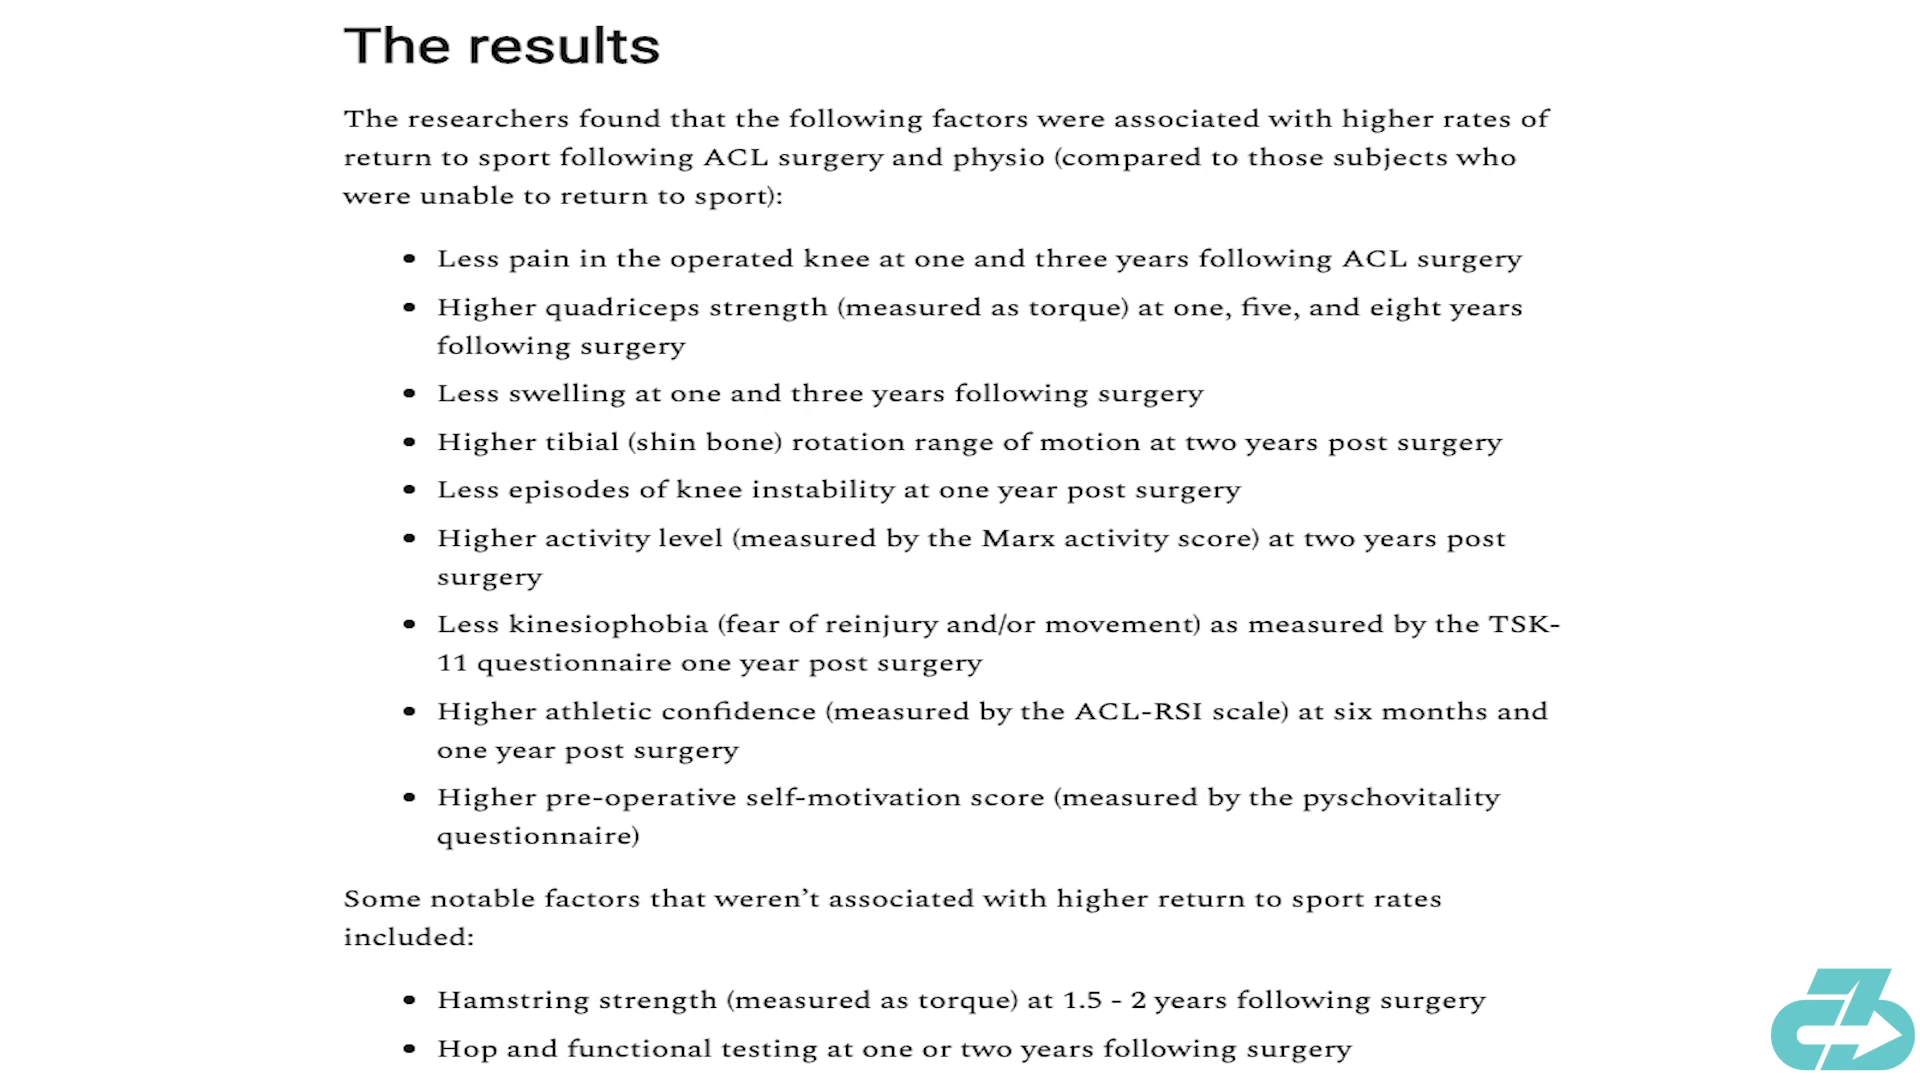 The results
The researchers found that the following factors were associated with higher rates of
return to sport following ACL surgery and physio (compared to those subjects who
were unable to return to sport):
• Less pain in the operated knee at one and three years following ACL surgery
• Higher quadriceps strength (measured as torque) at one, five, and eight years
following surgery
• Less swelling at one and three years following surgery
• Higher tibial (shin bone) rotation range of motion at two years post surgery
• Less episodes of knee instability at one year post surgery
• Higher activity level (measured by the Marx activity score) at two years post
surgery
• Less kinesiophobia (fear of reinjury and/or movement) as measured by the TSK-
11 questionnaire one year post surgery
• Higher athletic confidence (measured by the ACL-RSI scale) at six months and
one year post surgery
• Higher pre-operative self-motivation score (measured by the pyschovitality
questionnaire)
Some notable factors that weren’t associated with higher return to sport rates
included:
• Hamstring strength (measured as torque) at 1.5 - 2 years following surgery
• Hop and functional testing at one or two years following surgery